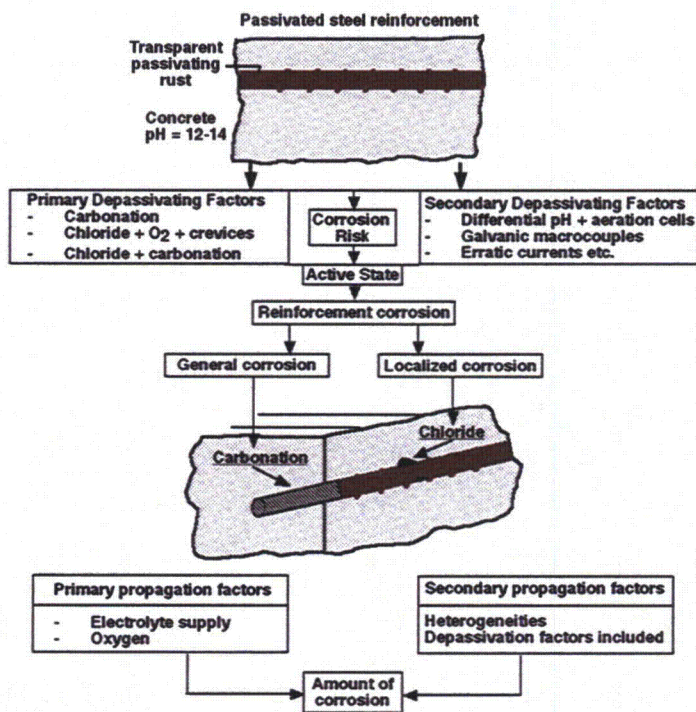 Passivated steel reinforcement
Transparent
passivating
rust
Concrete
pH = 12-14
Primary Depassivating Factors
- Carbonation
- Chloride + O2 + crevices
- Chloride + carbonation
Corrosion
Risk
Secondary Depassivating Factors
- Differential pH + aeration cells
- Galvanic macrocouples
- Erratic currents etc.
Active State
Reinforcement corrosion
General corrosion
Localized corrosion
Carbonation
Chloride
Primary propagation factors
- Electrolyte supply
- Oxygen
Secondary propagation factors
Heterogeneities
Depassivation factors included
Amount of
corrosion